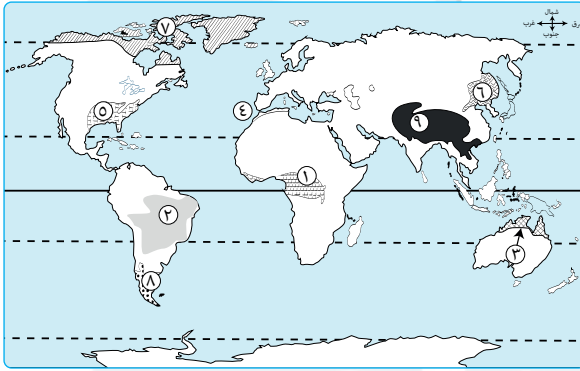 شمال
شرق
غرب
جنوب
٧
٦
٥
٤
٩
١
٢
٣
٨